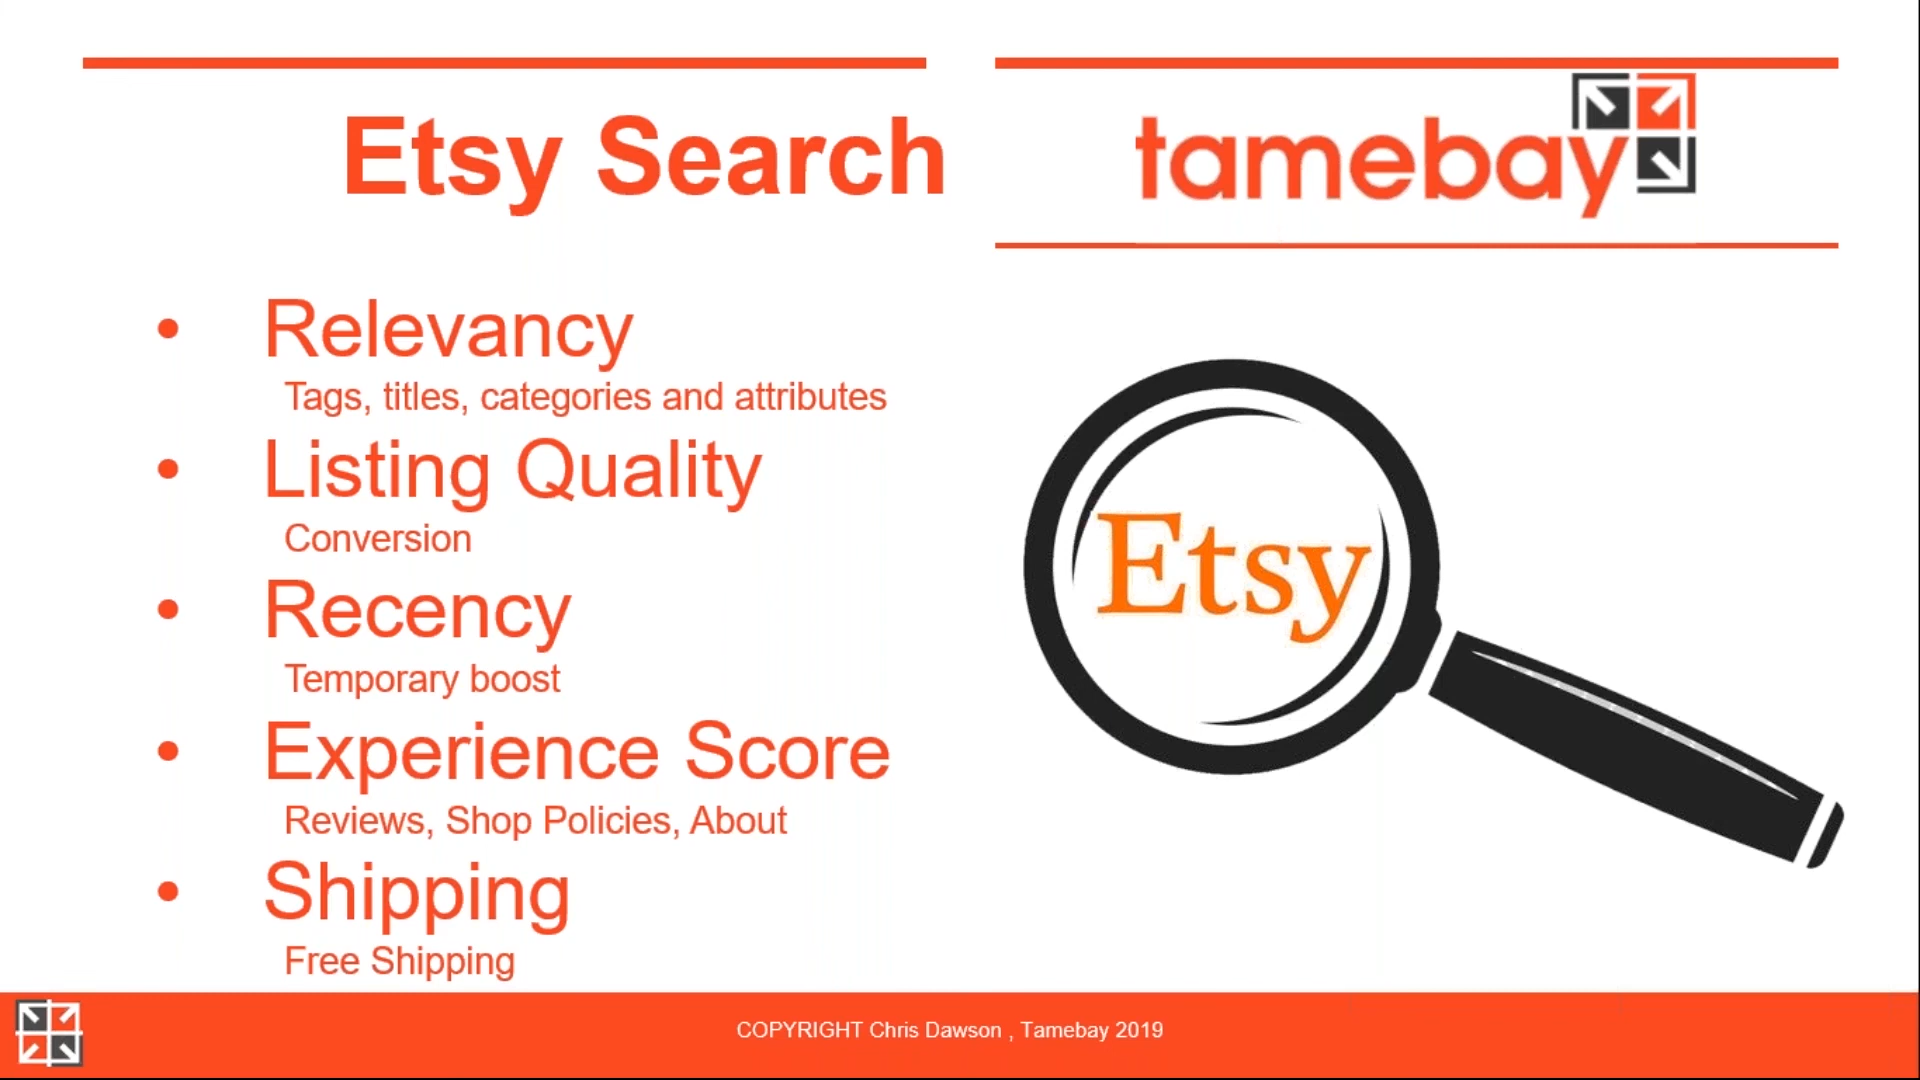 Etsy Search
tamebay
• Relevancy
Tags, titles, categories and attributes
• Listing Quality
Conversion
• Recency
Temporary boost
• Experience Score
Reviews, Shop Policies, About
• Shipping
Free Shipping
Etsy
COPYRIGHT Chris Dawson , Tamebay 2019